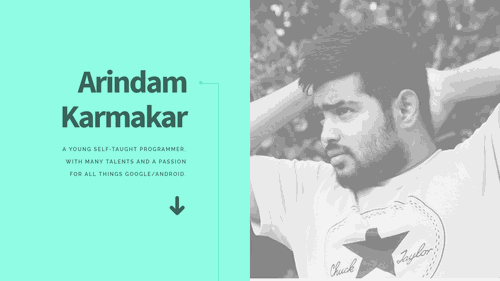 Arindam
Karmakar
A YOUNG SELF-TAUGHT PROGRAMMER.
WITH MANY TALENTS AND A PASSION
FOR ALL THINGS GOOGLE/ANDROID.
Chuck Taylor